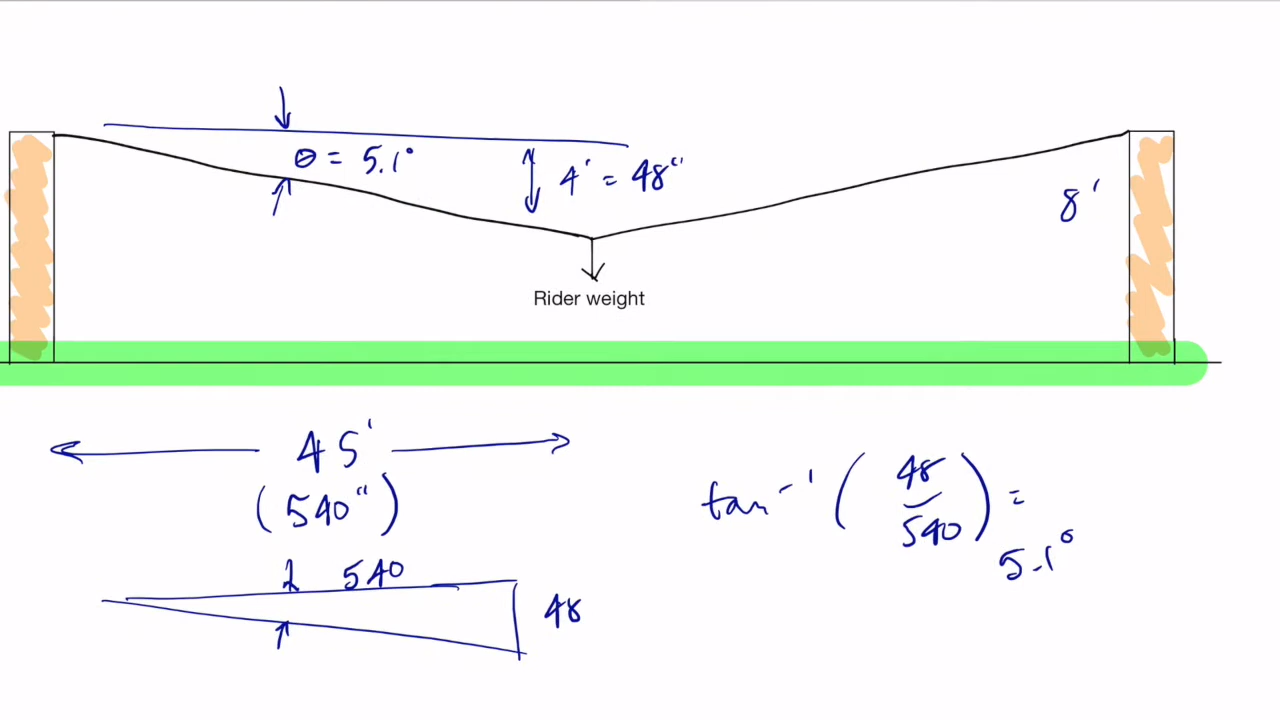 θ = 5.1°
4' = 48"
8'
Rider weight
45'
(540")
540
48
tan⁻¹ (48/540) =
5.1°